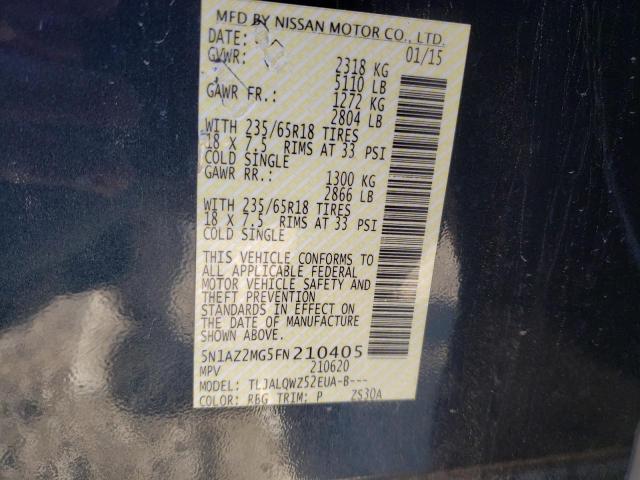 MFD BY NISSAN MOTOR CO., LTD.
DATE: 01/15
GVWR: 2318 KG
5110 LB
GAWR FR.: 1272 KG
2804 LB
WITH 235/65R18 TIRES
18 X 7.5 RIMS AT 33 PSI
COLD SINGLE
GAWR RR.: 1300 KG
2866 LB
WITH 235/65R18 TIRES
18 X 7.5 RIMS AT 33 PSI
COLD SINGLE
THIS VEHICLE CONFORMS TO
ALL APPLICABLE FEDERAL
MOTOR VEHICLE SAFETY AND
THEFT PREVENTION
STANDARDS IN EFFECT ON
THE DATE OF MANUFACTURE
SHOWN ABOVE.
5N1AZ2MG5FN210405
MPV 210620
MODEL: TLJALQWZ52EUA-B---
COLOR: RBG TRIM: P ZS30A